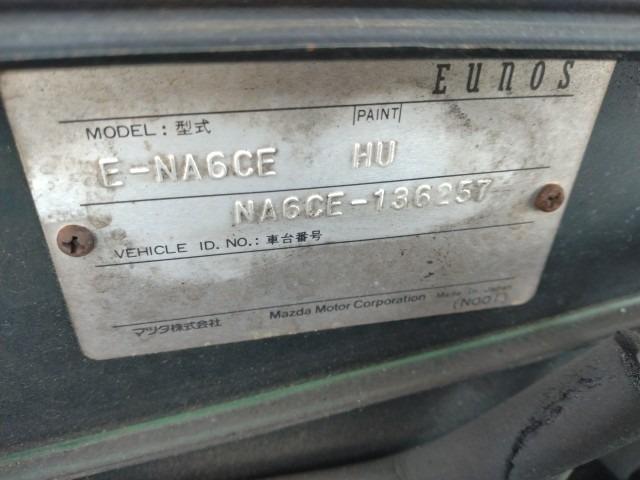 EUNOS
MODEL : 型式 PAINT
E-NA6CE HU
NA6CE-136257
VEHICLE ID. NO. : 車台番号
マツダ株式会社 Mazda Motor Corporation Made in Japan
(N001)